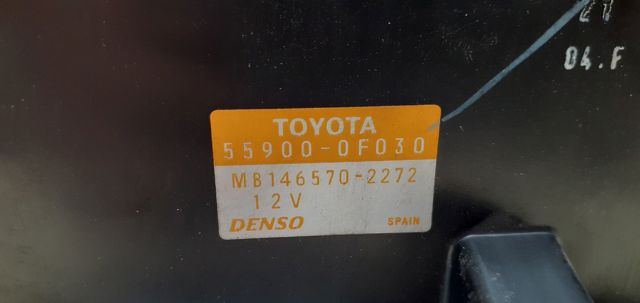 04.F
TOYOTA
55900-0F030
MB146570-2272
12V
DENSO SPAIN